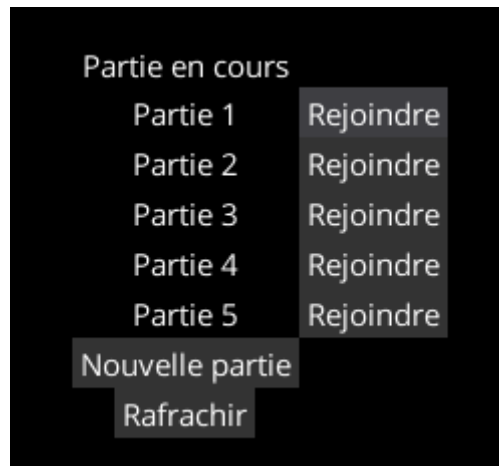 Partie en cours
Partie 1 Rejoindre
Partie 2 Rejoindre
Partie 3 Rejoindre
Partie 4 Rejoindre
Partie 5 Rejoindre
Nouvelle partie
Rafrachir